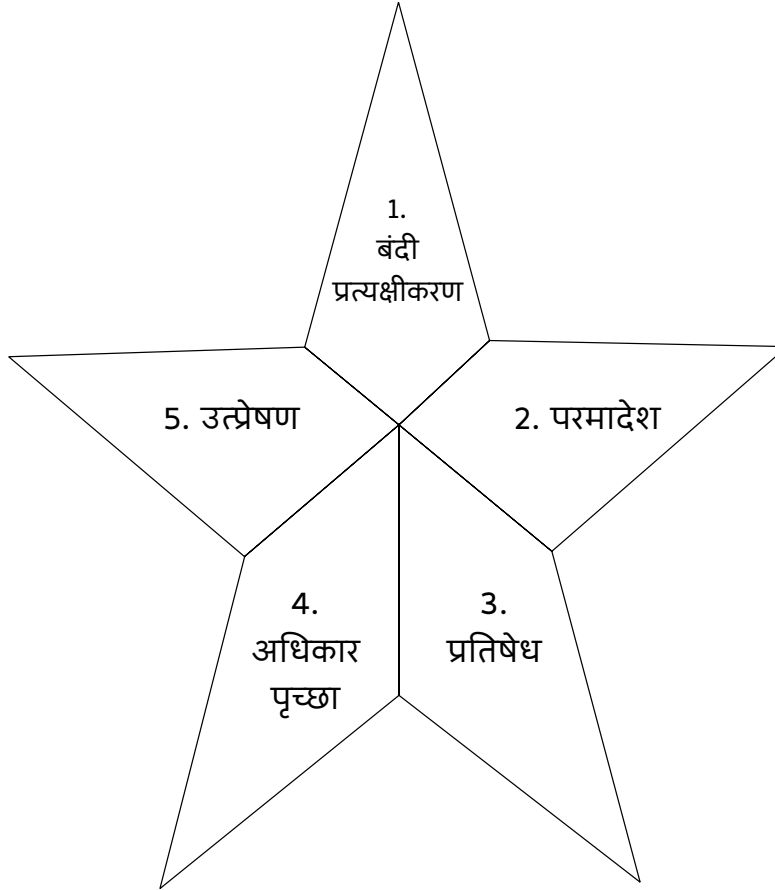 1.
बंदी
प्रत्यक्षीकरण
5. उत्प्रेषण
2. परमादेश
4.
अधिकार
पृच्छा
3.
प्रतिषेध